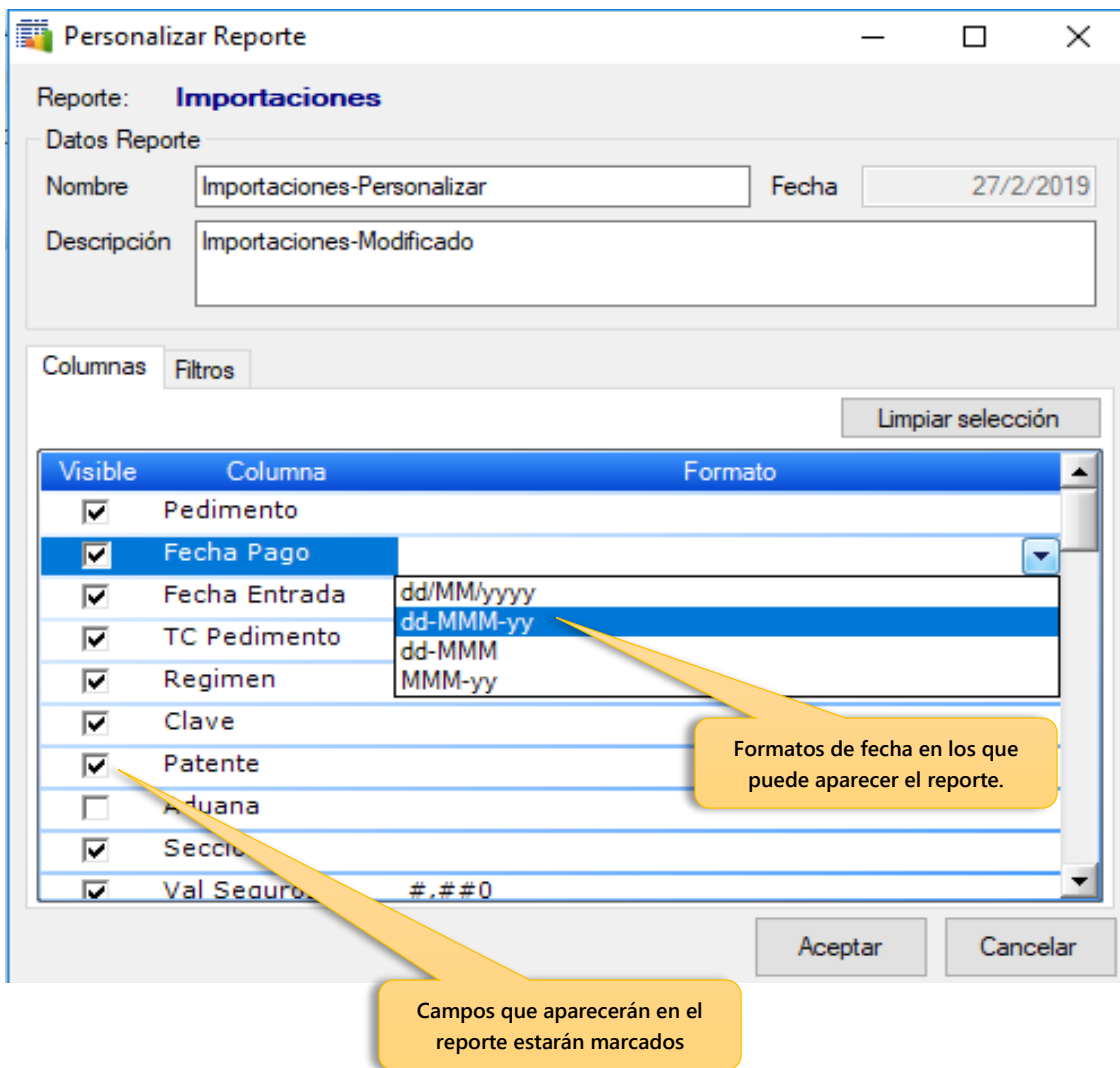 Personalizar Reporte
Reporte: Importaciones
Datos Reporte
Nombre Importaciones-Personalizar Fecha 27/2/2019
Descripción Importaciones-Modificado
Columnas Filtros
Limpiar selección
Visible Columna Formato
Pedimento
Fecha Pago
Fecha Entrada dd/MM/yyyy
dd-MMM-yy
TC Pedimento
dd-MMM
Regimen MMM-yy
Clave
Formatos de fecha en los que
puede aparecer el reporte.
Patente
Aduana
Val #,##0
Aceptar Cancelar
Campos que aparecerán en el
reporte estarán marcados